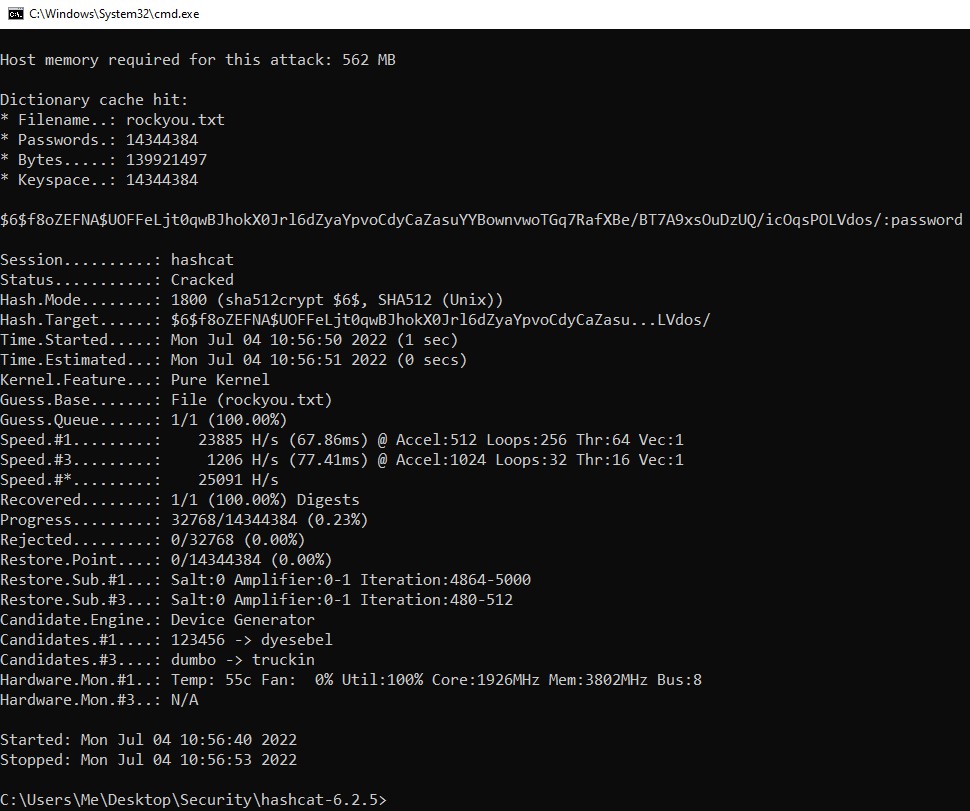 C:\Windows\System32\cmd.exe
Host memory required for this attack: 562 MB
Dictionary cache hit:
* Filename..: rockyou.txt
* Passwords.: 14344384
* Bytes.....: 139921497
* Keyspace..: 14344384
$6$f8oZEFNA$UOFFeLjt0qwBJhokX0Jrl6dZyaYpvoCdyCaZasuYYBownvwoTGq7RafXBe/BT7A9xsOuDzUQ/icOqsPOLVdos/:password
Session..........: hashcat
Status...........: Cracked
Hash.Mode........: 1800 (sha512crypt $6$, SHA512 (Unix))
Hash.Target......: $6$f8oZEFNA$UOFFeLjt0qwBJhokX0Jrl6dZyaYpvoCdyCaZasu...LVdos/
Time.Started.....: Mon Jul 04 10:56:50 2022 (1 sec)
Time.Estimated...: Mon Jul 04 10:56:51 2022 (0 secs)
Kernel.Feature...: Pure Kernel
Guess.Base.......: File (rockyou.txt)
Guess.Queue......: 1/1 (100.00%)
Speed.#1.........:    23885 H/s (67.86ms) @ Accel:512 Loops:256 Thr:64 Vec:1
Speed.#3.........:     1206 H/s (77.41ms) @ Accel:1024 Loops:32 Thr:16 Vec:1
Speed.#*.........:    25091 H/s
Recovered........: 1/1 (100.00%) Digests
Progress.........: 32768/14344384 (0.23%)
Rejected.........: 0/32768 (0.00%)
Restore.Point....: 0/14344384 (0.00%)
Restore.Sub.#1...: Salt:0 Amplifier:0-1 Iteration:4864-5000
Restore.Sub.#3...: Salt:0 Amplifier:0-1 Iteration:480-512
Candidate.Engine.: Device Generator
Candidates.#1....: 123456 -> dyesebel
Candidates.#3....: dumbo -> truckin
Hardware.Mon.#1..: Temp: 55c Fan:  0% Util:100% Core:1926MHz Mem:3802MHz Bus:8
Hardware.Mon.#3..: N/A
Started: Mon Jul 04 10:56:40 2022
Stopped: Mon Jul 04 10:56:53 2022
C:\Users\Me\Desktop\Security\hashcat-6.2.5>